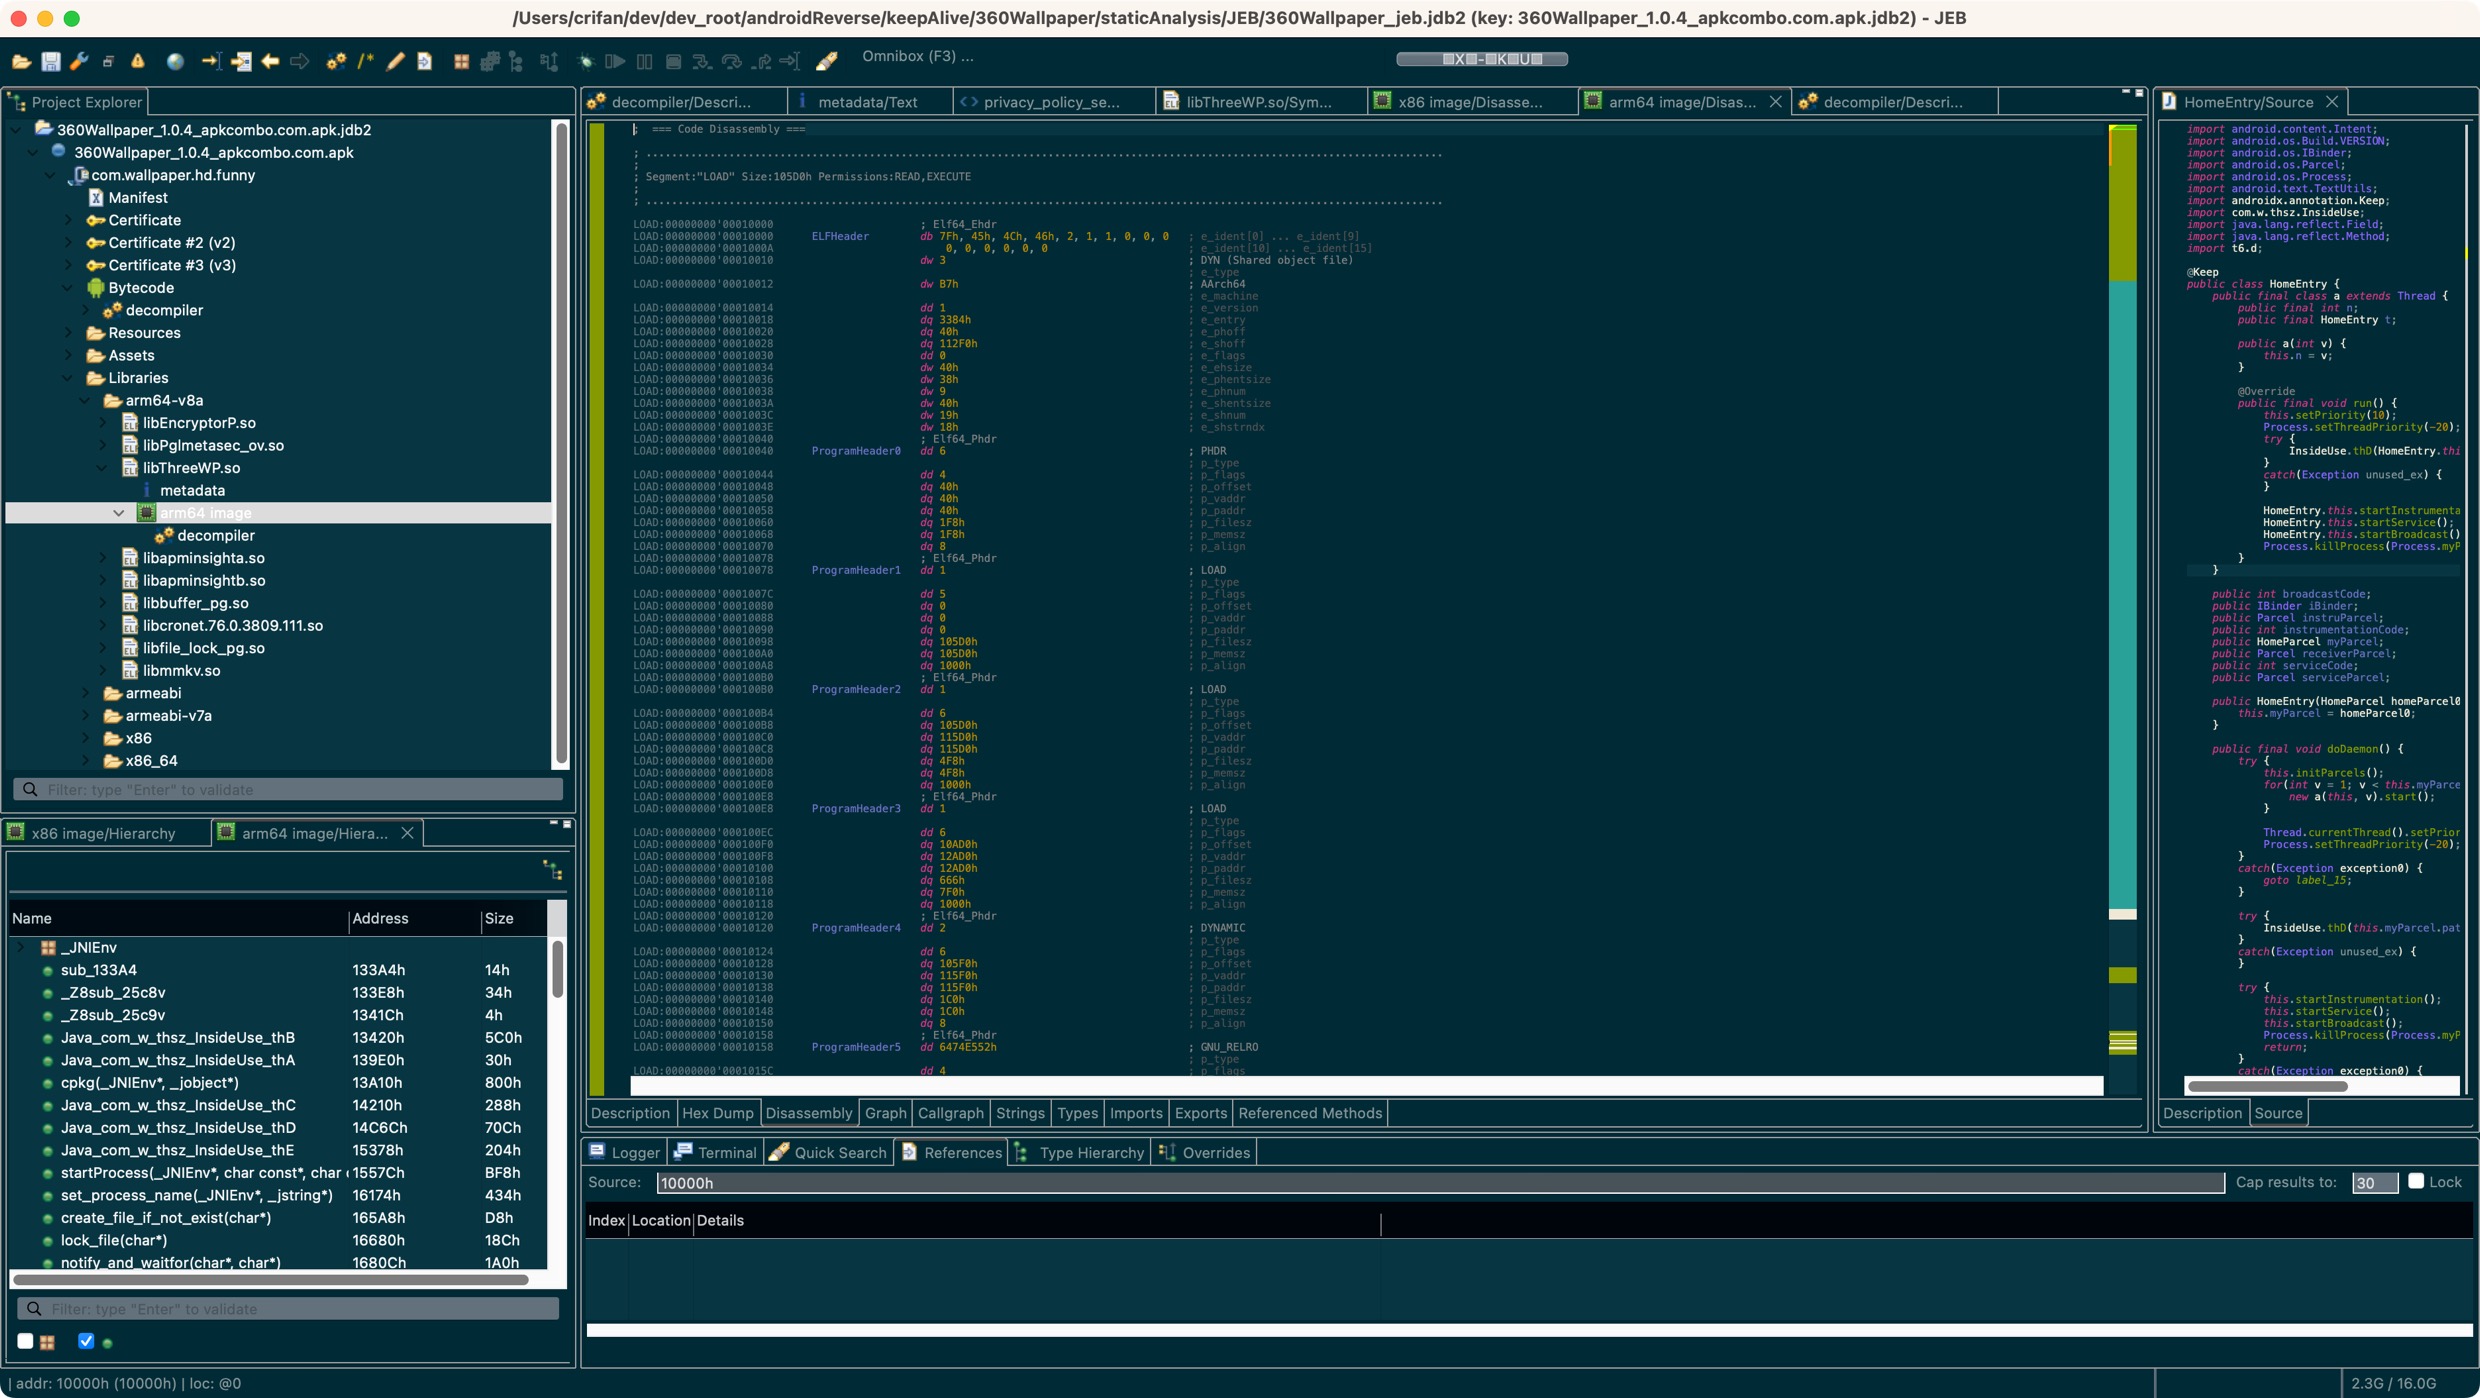 /Users/crifan/dev/dev_root/androidReverse/keepAlive/360Wallpaper/staticAnalysis/JEB/360Wallpaper_jeb.jdb2 (key: 360Wallpaper_1.0.4_apkcombo.com.apk.jdb2) - JEB
Omnibox (F3) ...
Project Explorer
360Wallpaper_1.0.4_apkcombo.com.apk.jdb2
360Wallpaper_1.0.4_apkcombo.com.apk
com.wallpaper.hd.funny
Manifest
Certificate
Certificate #2 (v2)
Certificate #3 (v3)
Bytecode
decompiler
Resources
Assets
Libraries
arm64-v8a
libEncryptorP.so
libPglmetasec_ov.so
libThreeWP.so
metadata
arm64 image
decompiler
libapminsighta.so
libapminsightb.so
libbuffer_pg.so
libcronet.76.0.3809.111.so
libfile_lock_pg.so
libmmkv.so
armeabi
armeabi-v7a
x86
x86_64
Filter: type "Enter" to validate
x86 image/Hierarchy
arm64 image/Hiera...
Name Address Size
_JNIEnv
sub_133A4 133A4h 14h
_Z8sub_25c8v 133E8h 34h
_Z8sub_25c9v 1341Ch 4h
Java_com_w_thsz_InsideUse_thB 13420h 5C0h
Java_com_w_thsz_InsideUse_thA 139E0h 30h
cpkg(_JNIEnv*, _jobject*) 13A10h 800h
Java_com_w_thsz_InsideUse_thC 14210h 288h
Java_com_w_thsz_InsideUse_thD 14C6Ch 70Ch
Java_com_w_thsz_InsideUse_thE 15378h 204h
startProcess(_JNIEnv*, char const*, char 1557Ch BF8h
set_process_name(_JNIEnv*, _jstring*) 16174h 434h
create_file_if_not_exist(char*) 165A8h D8h
lock_file(char*) 16680h 18Ch
notify_and_waitfor(char*, char*) 1680Ch 1A0h
Filter: type "Enter" to validate
| addr: 10000h (10000h) | loc: @0
decompiler/Descri...
metadata/Text
privacy_policy_se...
libThreeWP.so/Sym...
x86 image/Disasse...
arm64 image/Disas...
decompiler/Descri...
; === Code Disassembly ===
; Segment:"LOAD" Size:105D0h Permissions:READ,EXECUTE
LOAD:00000000'00010000 ; Elf64_Ehdr
LOAD:00000000'00010000 ELFHeader db 7Fh, 45h, 4Ch, 46h, 2, 1, 1, 0, 0, 0 ; e_ident[0] ... e_ident[9]
LOAD:00000000'0001000A 0, 0, 0, 0, 0, 0 ; e_ident[10] ... e_ident[15]
LOAD:00000000'00010010 dw 3 ; DYN (Shared object file)
; e_type
LOAD:00000000'00010012 dw B7h ; AArch64
; e_machine
LOAD:00000000'00010014 dd 1 ; e_version
LOAD:00000000'00010018 dq 3384h ; e_entry
LOAD:00000000'00010020 dq 40h ; e_phoff
LOAD:00000000'00010028 dq 112F0h ; e_shoff
LOAD:00000000'00010030 dd 0 ; e_flags
LOAD:00000000'00010034 dw 40h ; e_ehsize
LOAD:00000000'00010036 dw 38h ; e_phentsize
LOAD:00000000'00010038 dw 9 ; e_phnum
LOAD:00000000'0001003A dw 40h ; e_shentsize
LOAD:00000000'0001003C dw 19h ; e_shnum
LOAD:00000000'0001003E dw 18h ; e_shstrndx
LOAD:00000000'00010040 ; Elf64_Phdr
LOAD:00000000'00010040 ProgramHeader0 dd 6 ; PHDR
; p_type
LOAD:00000000'00010044 dd 4 ; p_flags
LOAD:00000000'00010048 dq 40h ; p_offset
LOAD:00000000'00010050 dq 40h ; p_vaddr
LOAD:00000000'00010058 dq 40h ; p_paddr
LOAD:00000000'00010060 dq 1F8h ; p_filesz
LOAD:00000000'00010068 dq 1F8h ; p_memsz
LOAD:00000000'00010070 dq 8 ; p_align
LOAD:00000000'00010078 ; Elf64_Phdr
LOAD:00000000'00010078 ProgramHeader1 dd 1 ; LOAD
; p_type
LOAD:00000000'0001007C dd 5 ; p_flags
LOAD:00000000'00010080 dq 0 ; p_offset
LOAD:00000000'00010088 dq 0 ; p_vaddr
LOAD:00000000'00010090 dq 0 ; p_paddr
LOAD:00000000'00010098 dq 105D0h ; p_filesz
LOAD:00000000'000100A0 dq 105D0h ; p_memsz
LOAD:00000000'000100A8 dq 1000h ; p_align
LOAD:00000000'000100B0 ; Elf64_Phdr
LOAD:00000000'000100B0 ProgramHeader2 dd 1 ; LOAD
; p_type
LOAD:00000000'000100B4 dd 6 ; p_flags
LOAD:00000000'000100B8 dq 105D0h ; p_offset
LOAD:00000000'000100C0 dq 115D0h ; p_vaddr
LOAD:00000000'000100C8 dq 115D0h ; p_paddr
LOAD:00000000'000100D0 dq 4F8h ; p_filesz
LOAD:00000000'000100D8 dq 4F8h ; p_memsz
LOAD:00000000'000100E0 dq 1000h ; p_align
LOAD:00000000'000100E8 ; Elf64_Phdr
LOAD:00000000'000100E8 ProgramHeader3 dd 1 ; LOAD
; p_type
LOAD:00000000'000100EC dd 6 ; p_flags
LOAD:00000000'000100F0 dq 10AD0h ; p_offset
LOAD:00000000'000100F8 dq 12AD0h ; p_vaddr
LOAD:00000000'00010100 dq 12AD0h ; p_paddr
LOAD:00000000'00010108 dq 666h ; p_filesz
LOAD:00000000'00010110 dq 7F0h ; p_memsz
LOAD:00000000'00010118 dq 1000h ; p_align
LOAD:00000000'00010120 ; Elf64_Phdr
LOAD:00000000'00010120 ProgramHeader4 dd 2 ; DYNAMIC
; p_type
LOAD:00000000'00010124 dd 6 ; p_flags
LOAD:00000000'00010128 dq 105F0h ; p_offset
LOAD:00000000'00010130 dq 115F0h ; p_vaddr
LOAD:00000000'00010138 dq 115F0h ; p_paddr
LOAD:00000000'00010140 dq 1C0h ; p_filesz
LOAD:00000000'00010148 dq 1C0h ; p_memsz
LOAD:00000000'00010150 dq 8 ; p_align
LOAD:00000000'00010158 ; Elf64_Phdr
LOAD:00000000'00010158 ProgramHeader5 dd 6474E552h ; GNU_RELRO
; p_type
LOAD:00000000'0001015C dd 4 ; p_flags
Description Hex Dump Disassembly Graph Callgraph Strings Types Imports Exports Referenced Methods
Logger Terminal Quick Search References Type Hierarchy Overrides
Source: 10000h Cap results to: 30 Lock
Index Location Details
HomeEntry/Source
import android.content.Intent;
import android.os.Build.VERSION;
import android.os.IBinder;
import android.os.Parcel;
import android.os.Process;
import android.text.TextUtils;
import androidx.annotation.Keep;
import com.w.thsz.InsideUse;
import java.lang.reflect.Field;
import java.lang.reflect.Method;
import t6.d;
@Keep
public class HomeEntry {
public final class a extends Thread {
public final int n;
public final HomeEntry t;
public a(int v) {
this.n = v;
}
@Override
public final void run() {
this.setPriority(10);
Process.setThreadPriority(-20);
try {
InsideUse.thD(HomeEntry.thi
}
catch(Exception unused_ex) {
}
HomeEntry.this.startInstrumenta
HomeEntry.this.startService();
HomeEntry.this.startBroadcast()
Process.killProcess(Process.myP
}
}
public int broadcastCode;
public IBinder iBinder;
public Parcel instruParcel;
public int instrumentationCode;
public HomeParcel myParcel;
public Parcel receiverParcel;
public int serviceCode;
public Parcel serviceParcel;
public HomeEntry(HomeParcel homeParcel0
this.myParcel = homeParcel0;
}
public final void doDaemon() {
try {
this.initParcels();
for(int v = 1; v < this.myParce
new a(this, v).start();
}
Thread.currentThread().setPrior
Process.setThreadPriority(-20);
}
catch(Exception exception0) {
goto label_15;
}
try {
InsideUse.thD(this.myParcel.pat
}
catch(Exception unused_ex) {
}
try {
this.startInstrumentation();
this.startService();
this.startBroadcast();
Process.killProcess(Process.myP
return;
}
catch(Exception exception0) {
Description Source
2.3G / 16.0G